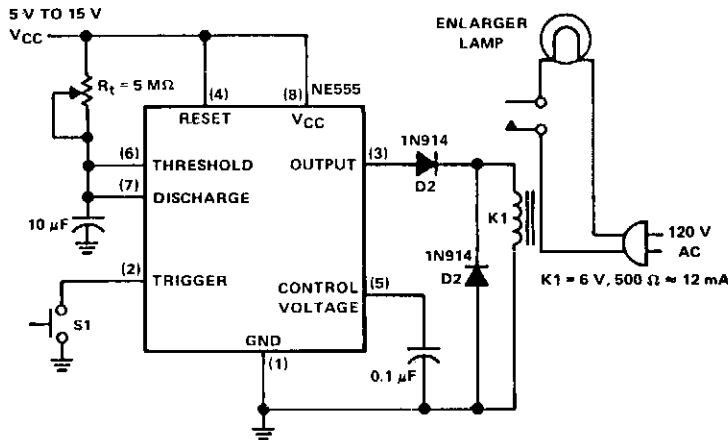 5 V TO 15 V
VCC
Rt = 5 MΩ
(4)
(8)
NE555
RESET
VCC
(6)
THRESHOLD
(7)
DISCHARGE
10 µF
(2)
TRIGGER
S1
OUTPUT
(3)
1N914
D2
K1
1N914
D2
CONTROL
VOLTAGE
(5)
GND
(1)
0.1 µF
ENLARGER
LAMP
120 V
AC
K1 = 6 V, 500 Ω ≈ 12 mA